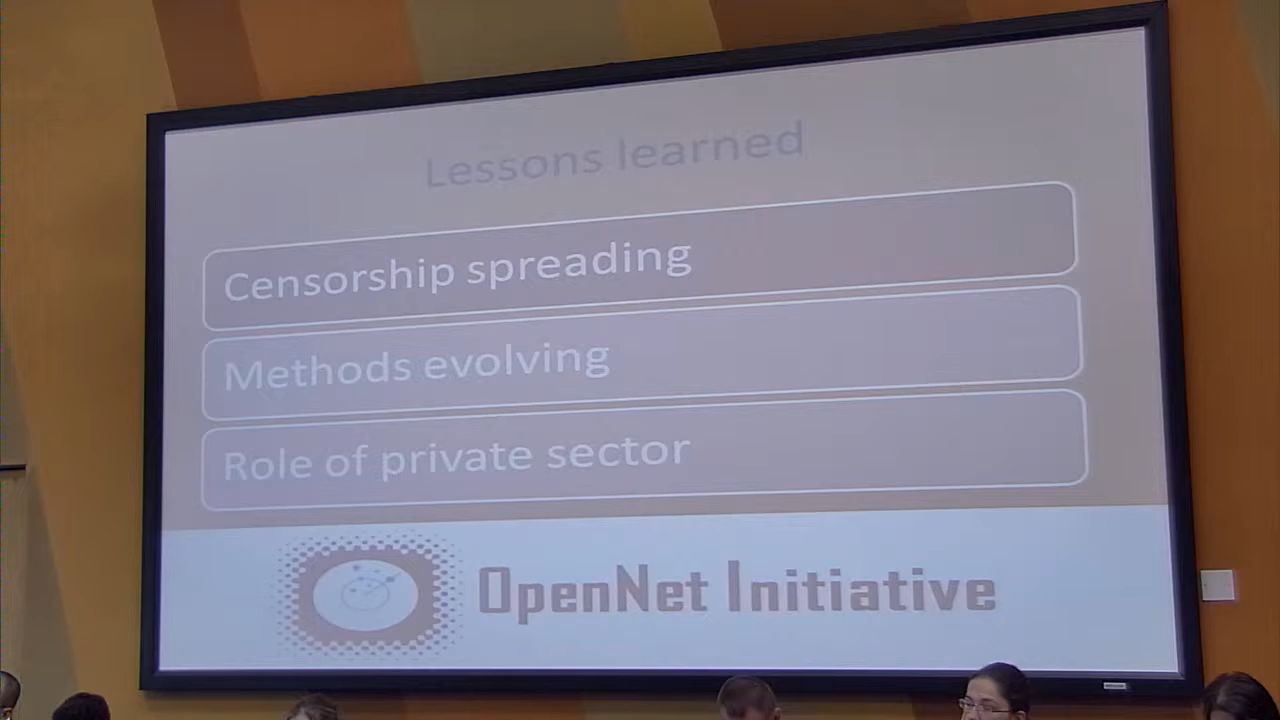 Lessons learned
Censorship spreading
Methods evolving
Role of private sector
OpenNet Initiative